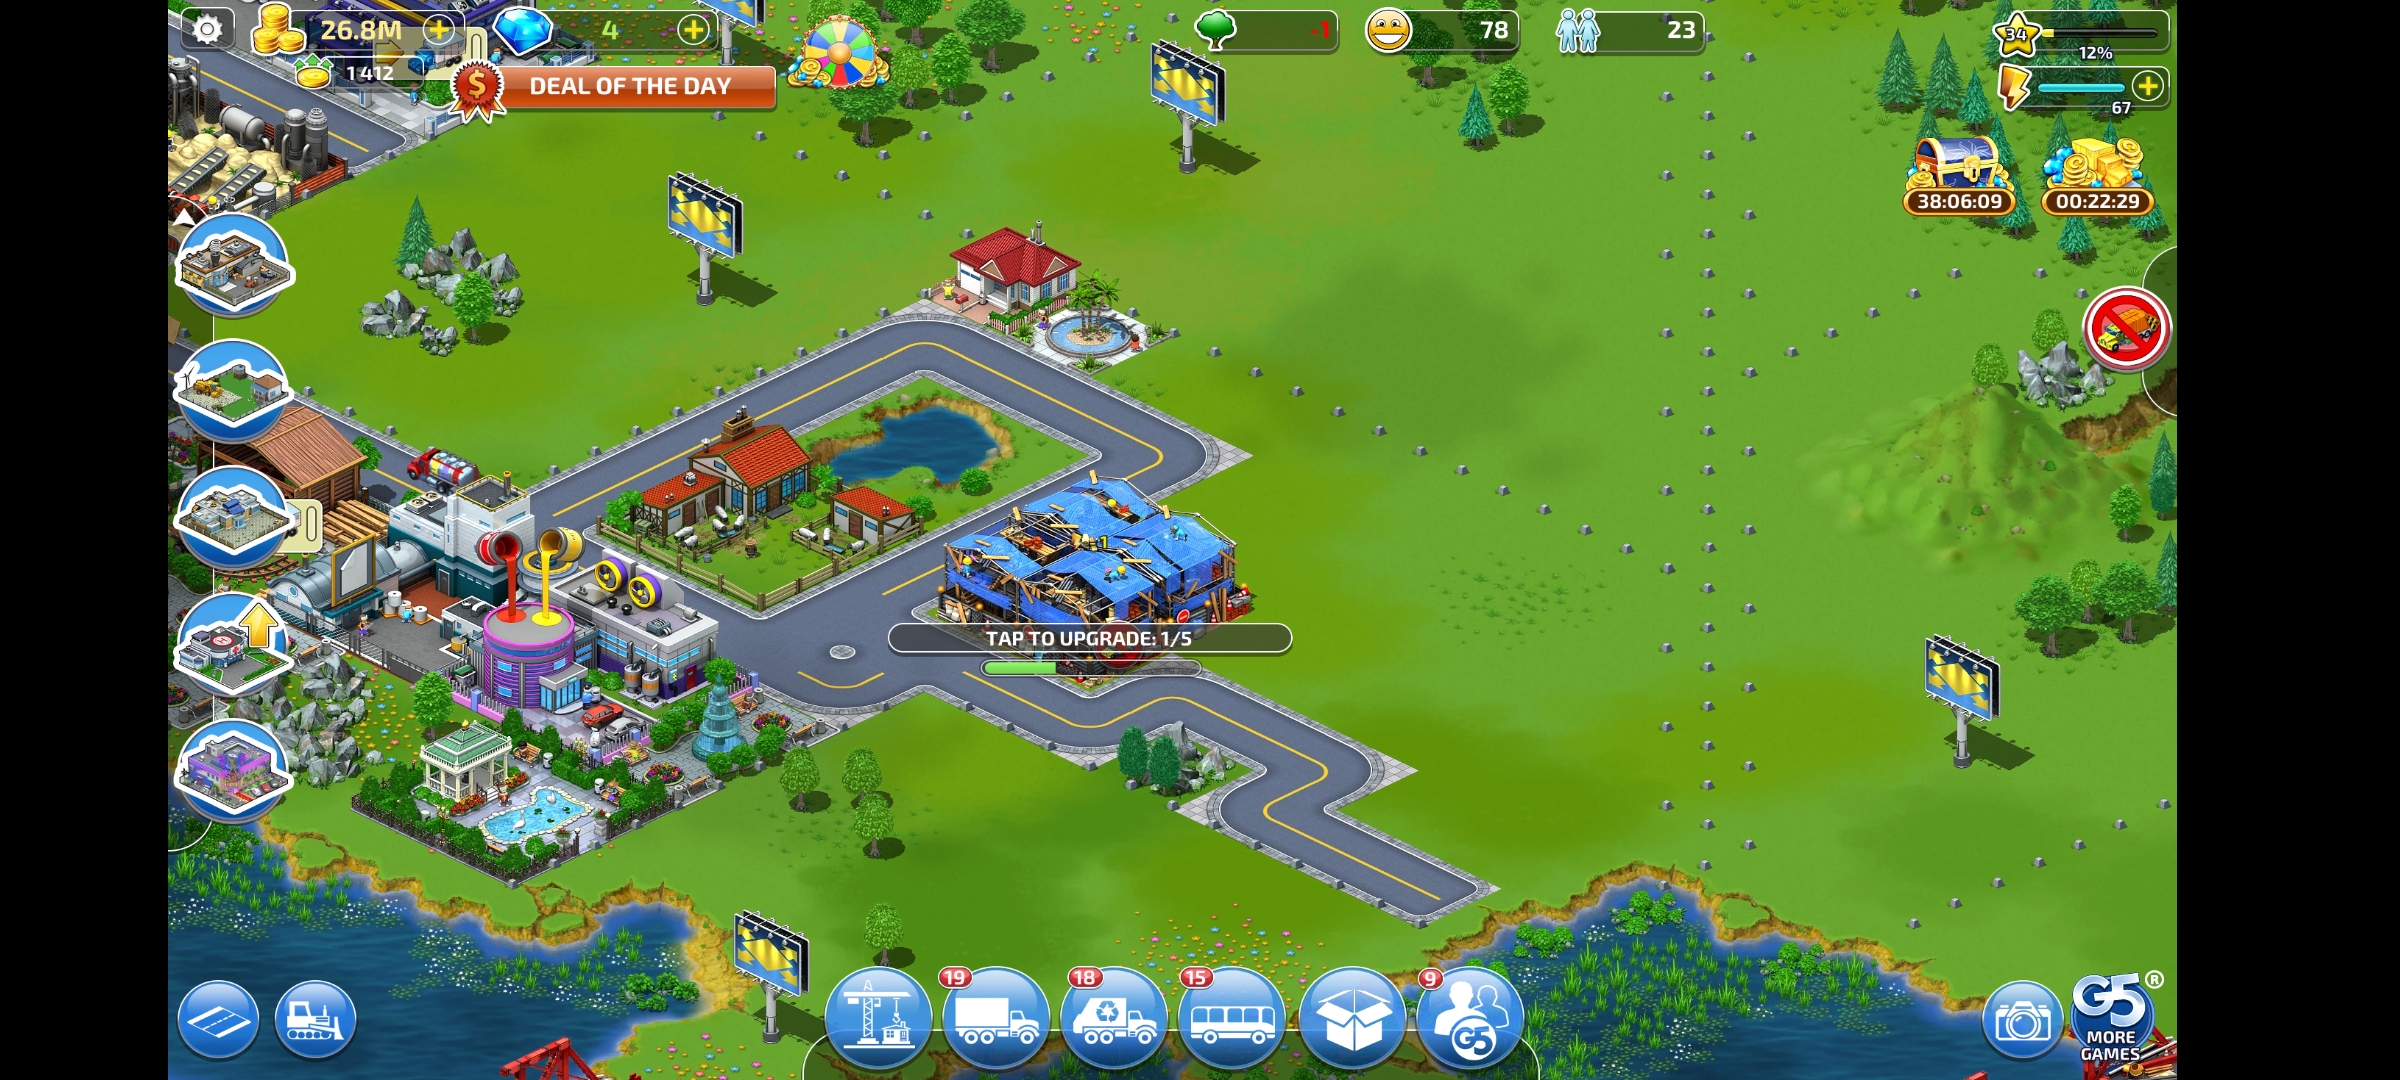 26.8M
4
-1
78
23
34
12%
1 412
DEAL OF THE DAY
67
38:06:09
00:22:29
TAP TO UPGRADE: 1/5
19
18
15
9
G5
G5®
MORE
GAMES